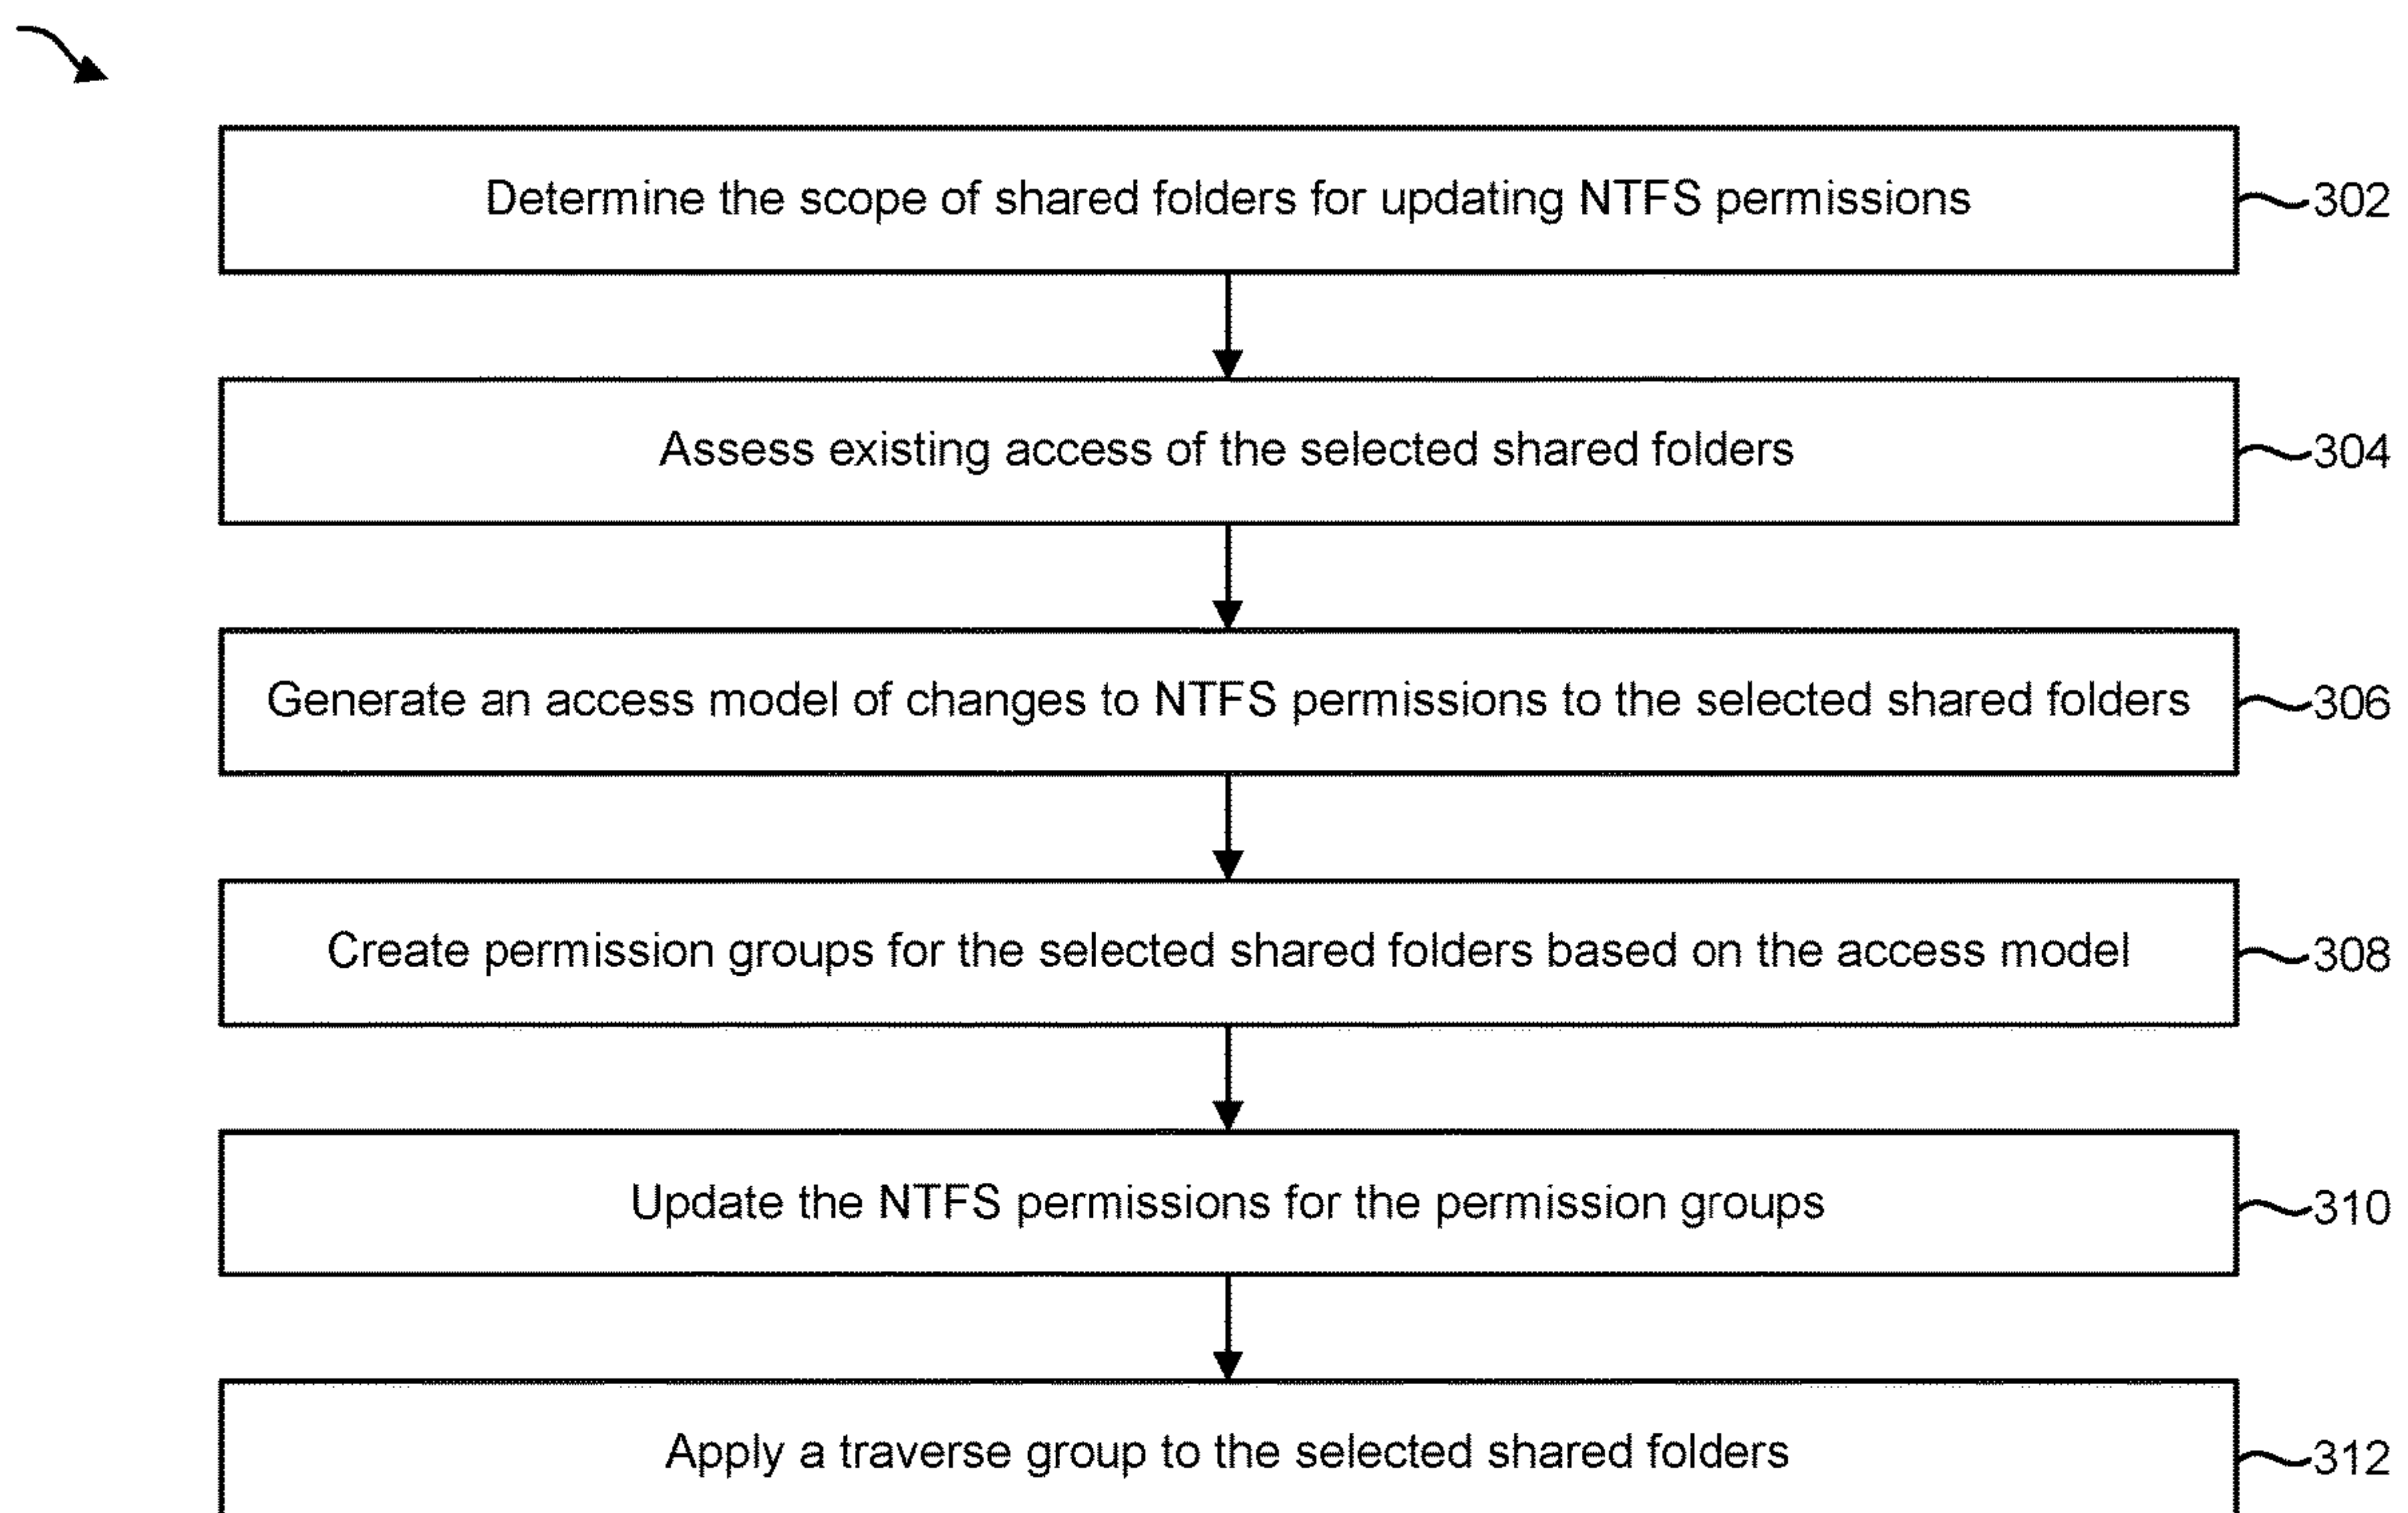 Determine the scope of shared folders for updating NTFS permissions 302
Assess existing access of the selected shared folders 304
Generate an access model of changes to NTFS permissions to the selected shared folders 306
Create permission groups for the selected shared folders based on the access model 308
Update the NTFS permissions for the permission groups 310
Apply a traverse group to the selected shared folders 312